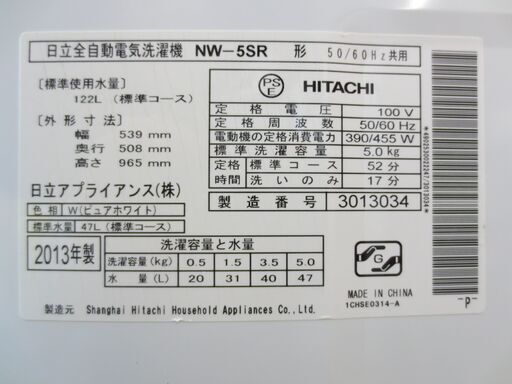 日立全自動電気洗濯機 NW-5SR 形 50/60Hz共用
[標準使用水量]
122L (標準コース)
[外形寸法]
幅 539 mm
奥行 508 mm
高さ 965 mm
日立アプライアンス(株)
色相 W(ピュアホワイト)
標準水量 47L(標準コース)
PSE HITACHI
定格電圧 100 V
定格周波数 50/60 Hz
電動機の定格消費電力 390/455 W
標準洗濯容量 5.0kg
定格時間 標準コース 52分
洗いのみ 17分
製造番号 3013034
2013年製
洗濯容量と水量
洗濯容量(kg) 0.5 1.5 3.5 5.0
水量(L) 20 31 40 47
G
MADE IN CHINA
1CHSE0314-A
製造元 Shanghai Hitachi Household Appliances Co.,Ltd.
-P-
*4902530022247/3013034*